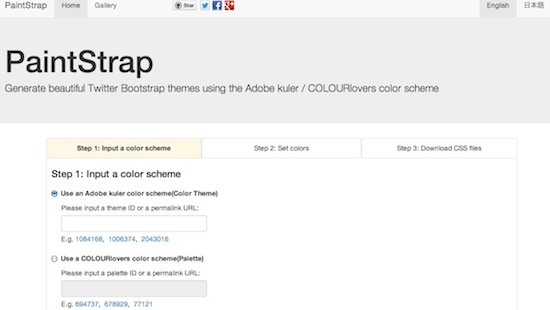 PaintStrap Home Gallery Star English 日本語
PaintStrap
Generate beautiful Twitter Bootstrap themes using the Adobe kuler / COLOURlovers color scheme
Step 1: Input a color scheme Step 2: Set colors Step 3: Download CSS files
Step 1: Input a color scheme
Use an Adobe kuler color scheme(Color Theme)
Please input a theme ID or a permalink URL:
E.g. 1084168, 1006374, 2043016
Use a COLOURlovers color scheme(Palette)
Please input a palette ID or a permalink URL:
E.g. 694737, 678929, 77121